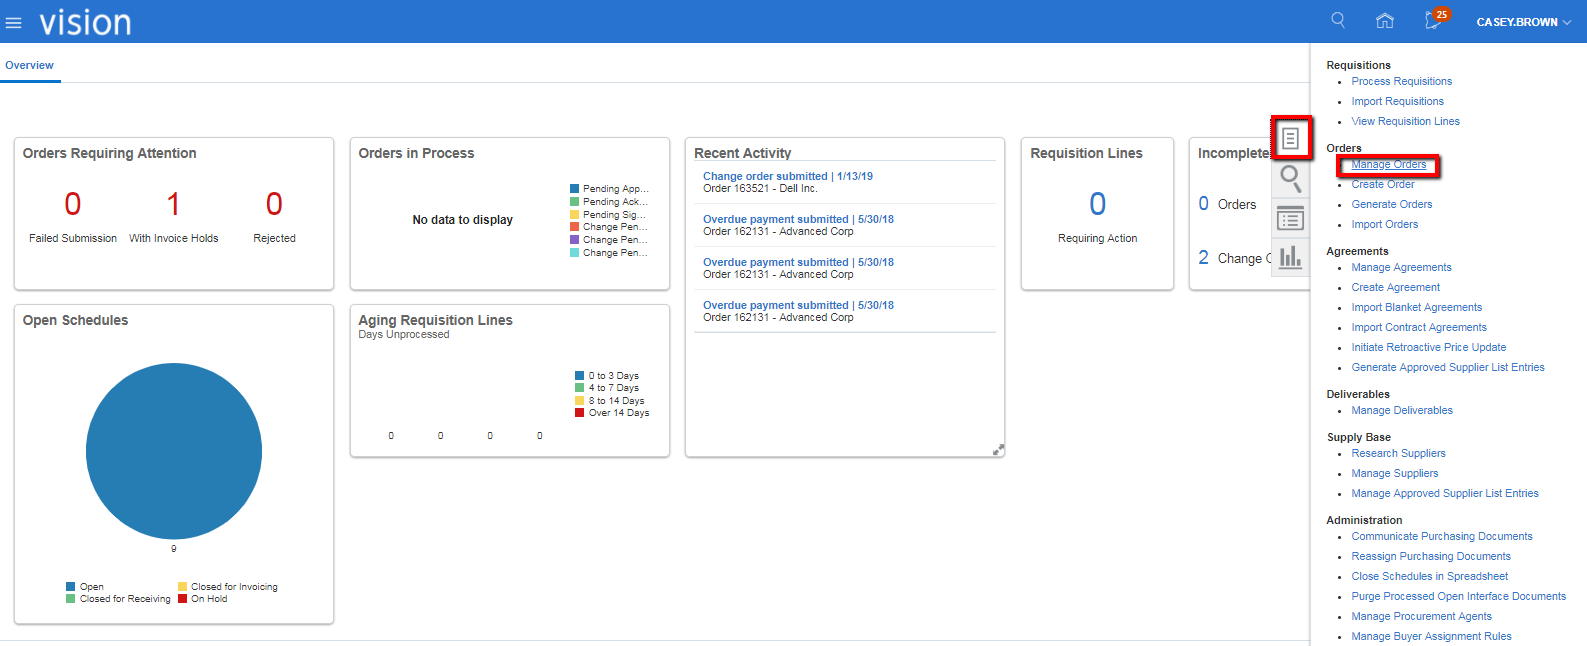 vision
25
CASEY.BROWN
Overview
Orders Requiring Attention
0
Failed Submission
1
With Invoice Holds
0
Rejected
Orders in Process
No data to display
Pending App...
Pending Ack...
Pending Sig...
Change Pen...
Change Pen...
Change Pen...
Recent Activity
Change order submitted | 1/13/19
Order 163521 - Dell Inc.
Overdue payment submitted | 5/30/18
Order 162131 - Advanced Corp
Overdue payment submitted | 5/30/18
Order 162131 - Advanced Corp
Overdue payment submitted | 5/30/18
Order 162131 - Advanced Corp
Requisition Lines
0
Requiring Action
Incomplete
0 Orders
2 Change
Open Schedules
9
Open
Closed for Invoicing
Closed for Receiving
On Hold
Aging Requisition Lines
Days Unprocessed
0 to 3 Days
4 to 7 Days
8 to 14 Days
Over 14 Days
0 0 0 0
Requisitions
Process Requisitions
Import Requisitions
View Requisition Lines
Orders
Manage Orders
Create Order
Generate Orders
Import Orders
Agreements
Manage Agreements
Create Agreement
Import Blanket Agreements
Import Contract Agreements
Initiate Retroactive Price Update
Generate Approved Supplier List Entries
Deliverables
Manage Deliverables
Supply Base
Research Suppliers
Manage Suppliers
Manage Approved Supplier List Entries
Administration
Communicate Purchasing Documents
Reassign Purchasing Documents
Close Schedules in Spreadsheet
Purge Processed Open Interface Documents
Manage Procurement Agents
Manage Buyer Assignment Rules